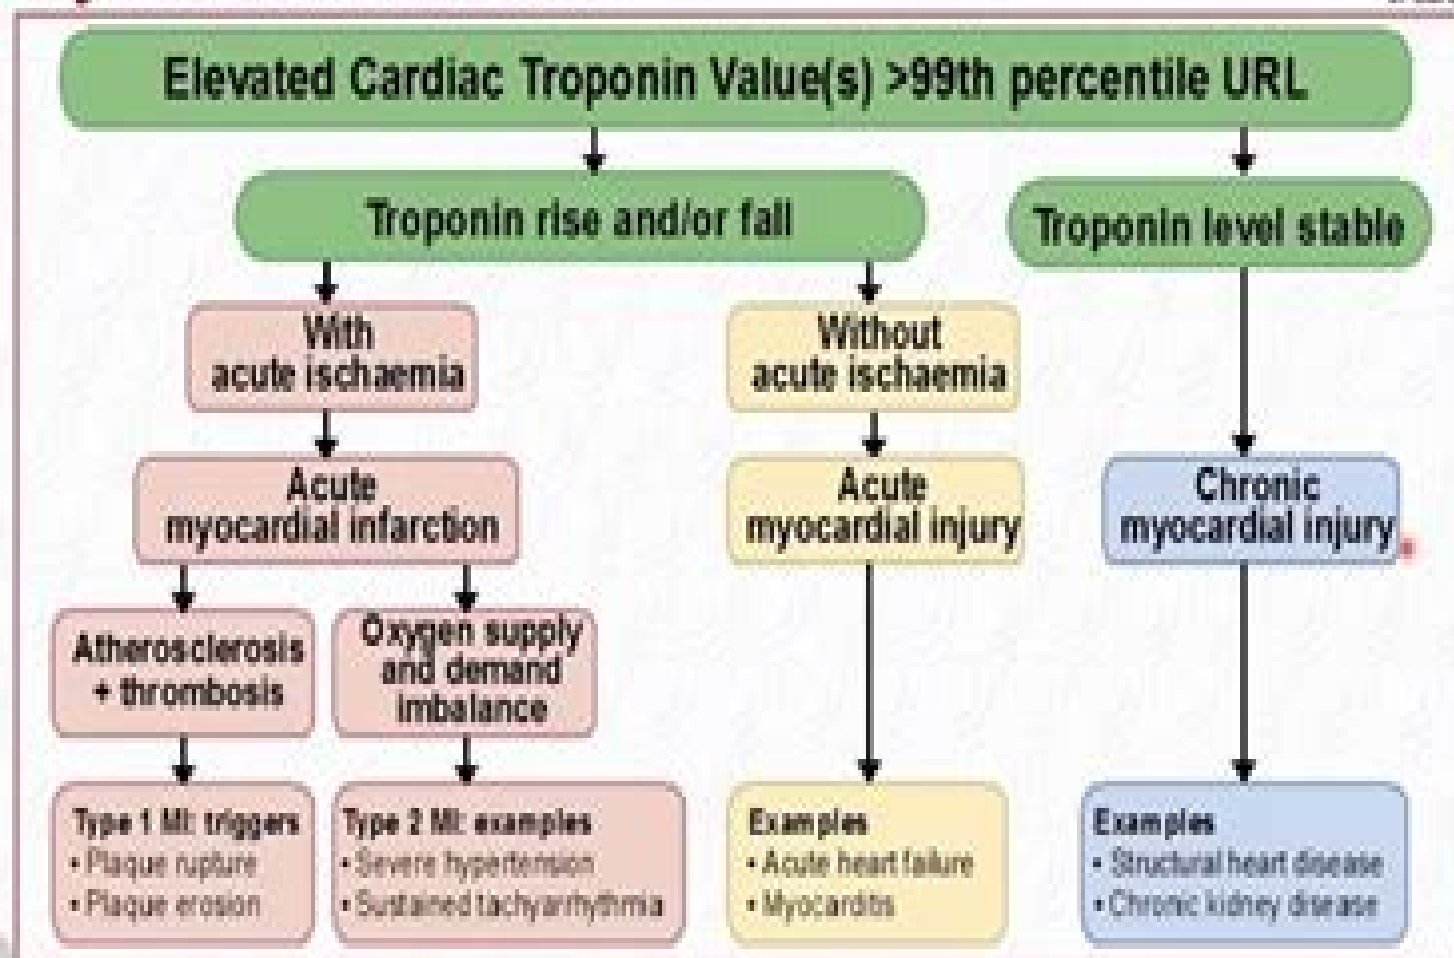 Elevated Cardiac Troponin Value(s) >99th percentile URL
Troponin rise and/or fall
Troponin level stable
With
acute ischaemia
Without
acute ischaemia
Acute
myocardial infarction
Acute
myocardial injury
Chronic
myocardial injury
Atherosclerosis
+ thrombosis
Oxygen supply
and demand
imbalance
Type 1 MI: triggers
• Plaque rupture
• Plaque erosion
Type 2 MI: examples
• Severe hypertension
• Sustained tachyarrhythmia
Examples
• Acute heart failure
• Myocarditis
Examples
• Structural heart disease
• Chronic kidney disease